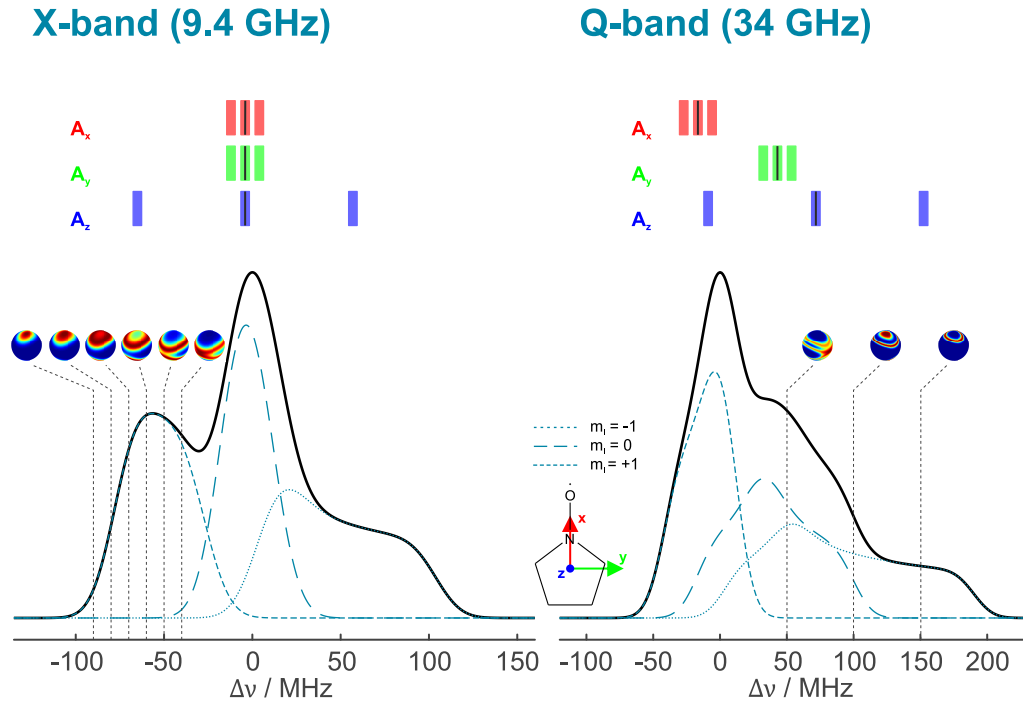 X-band (9.4 GHz)
Q-band (34 GHz)
Ax
Ay
Az
Ax
Ay
Az
mI = -1
mI = 0
mI = +1
O
x
N
y
z
-100 -50 0 50 100 150
Δν / MHz
-100 -50 0 50 100 150 200
Δν / MHz